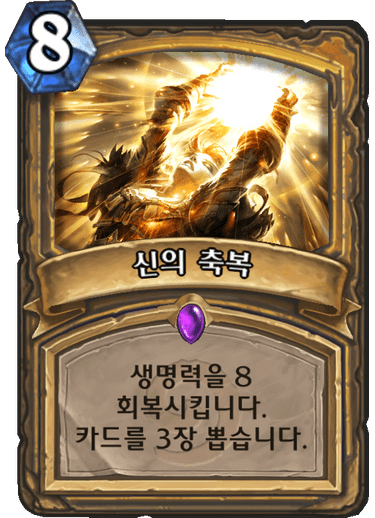 8
신의 축복
생명력을 8
회복시킵니다.
카드를 3장 뽑습니다.